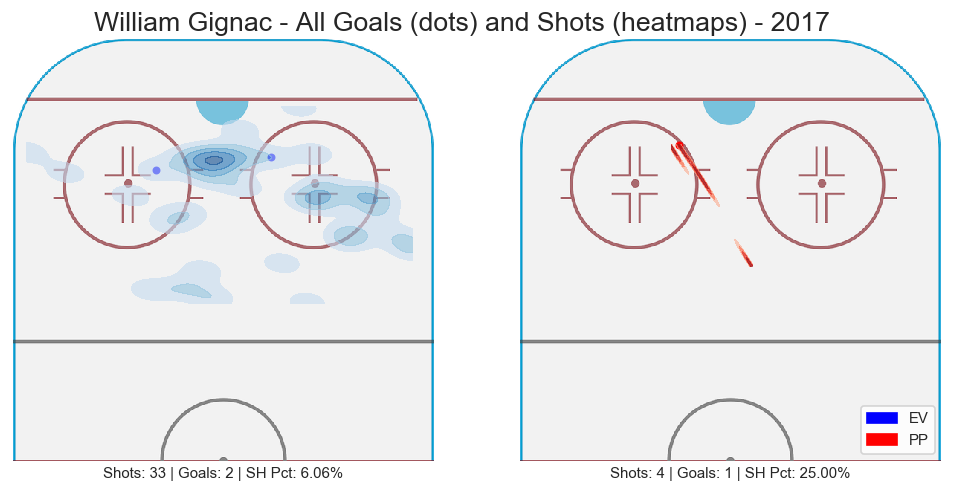 William Gignac - All Goals (dots) and Shots (heatmaps) - 2017
EV
PP
Shots: 33 | Goals: 2 | SH Pct: 6.06%
Shots: 4 | Goals: 1 | SH Pct: 25.00%